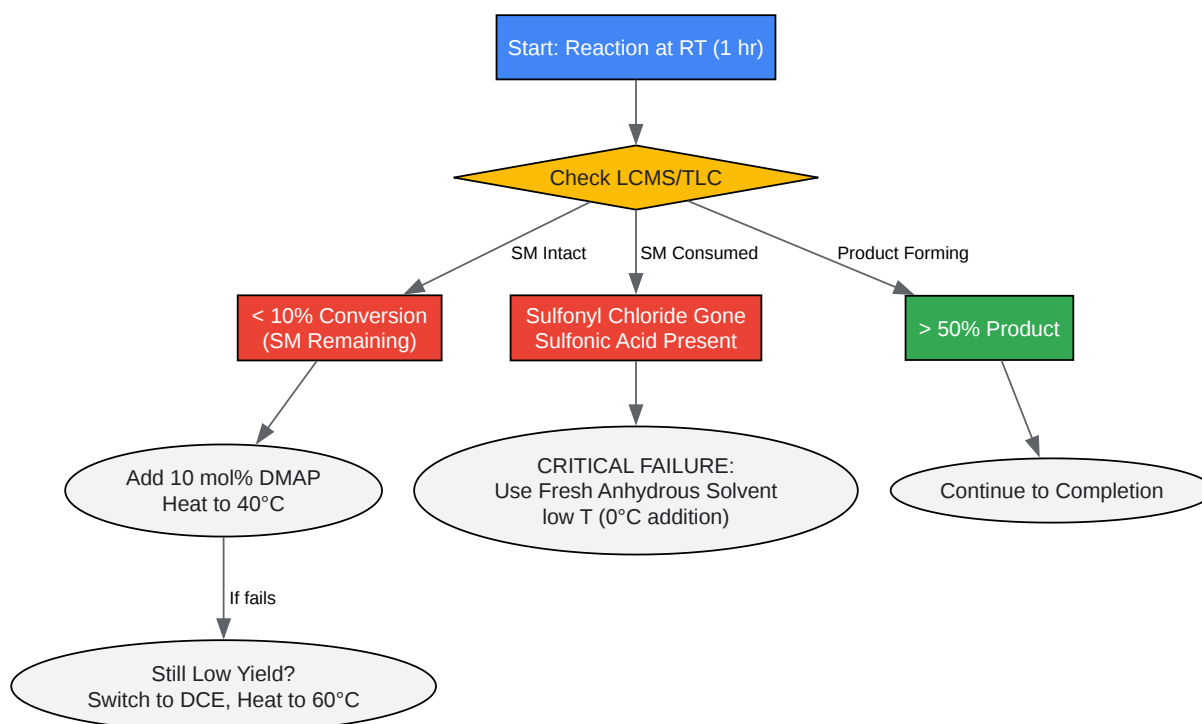 Start: Reaction at RT (1 hr)
Check LCMS/TLC
SM Intact
SM Consumed
Product Forming
< 10% Conversion
(SM Remaining)
Sulfonyl Chloride Gone
Sulfonic Acid Present
> 50% Product
Add 10 mol% DMAP
Heat to 40°C
CRITICAL FAILURE:
Use Fresh Anhydrous Solvent
low T (0°C addition)
Continue to Completion
If fails
Still Low Yield?
Switch to DCE, Heat to 60°C